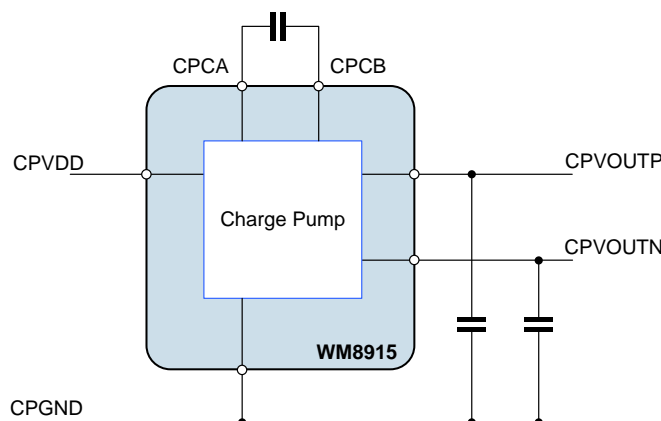 CPCA
CPCB
CPVDD
CPVOUTP
Charge Pump
CPVOUTN
WM8915
CPGND